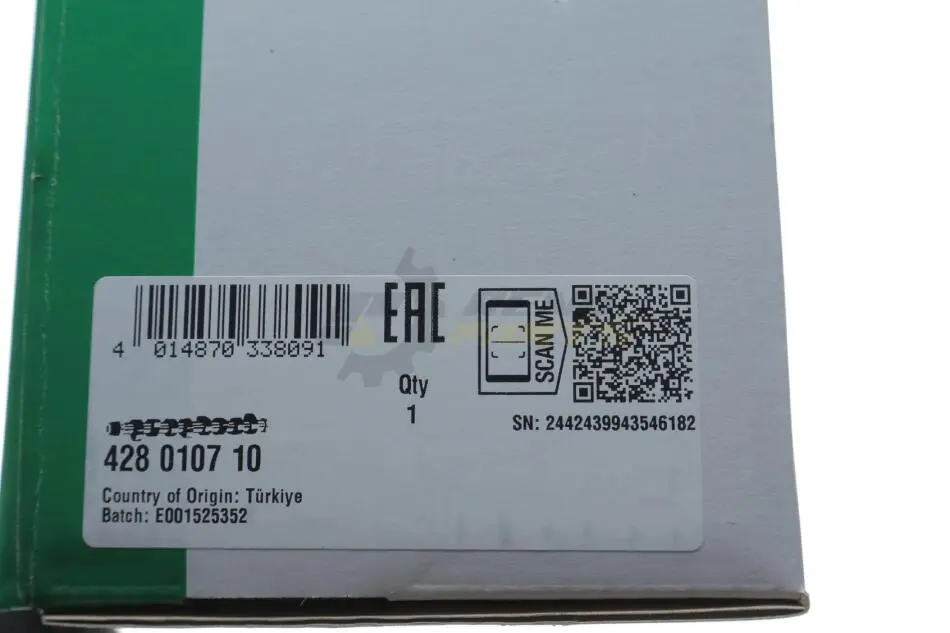 4 014870 338091
EAC
Qty
1
SCAN ME
SN: 2442439943546182
428 0107 10
Country of Origin: Türkiye
Batch: E001525352